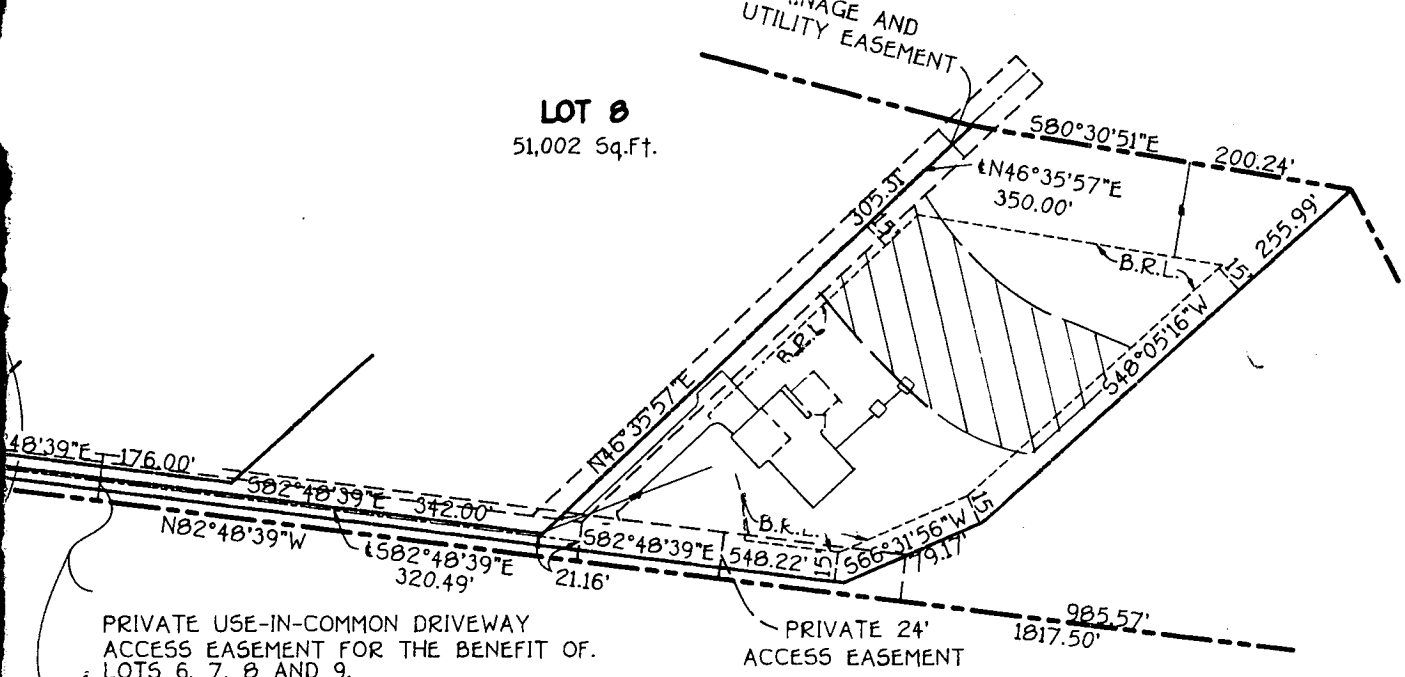 UTILITY EASEMENT
AND
LOT 8
51,002 Sq.Ft.
S80°30'51"E
200.24'
℄N46°35'57"E
350.00'
305.31'
15'
255.99'
B.R.L.
15'
S48°05'16"W
B.R.L
N46°35'57"E
48'39"E
176.00'
S82°48'39"E
342.00'
N82°48'39"W
℄S82°48'39"E
320.49'
21.16'
S82°48'39"E
548.22'
15'
B.R.L.
S66°31'56"W
79.17'
15'
985.57'
1817.50'
PRIVATE USE-IN-COMMON DRIVEWAY
ACCESS EASEMENT FOR THE BENEFIT OF.
LOTS 6, 7, 8 AND 9.
PRIVATE 24'
ACCESS EASEMENT